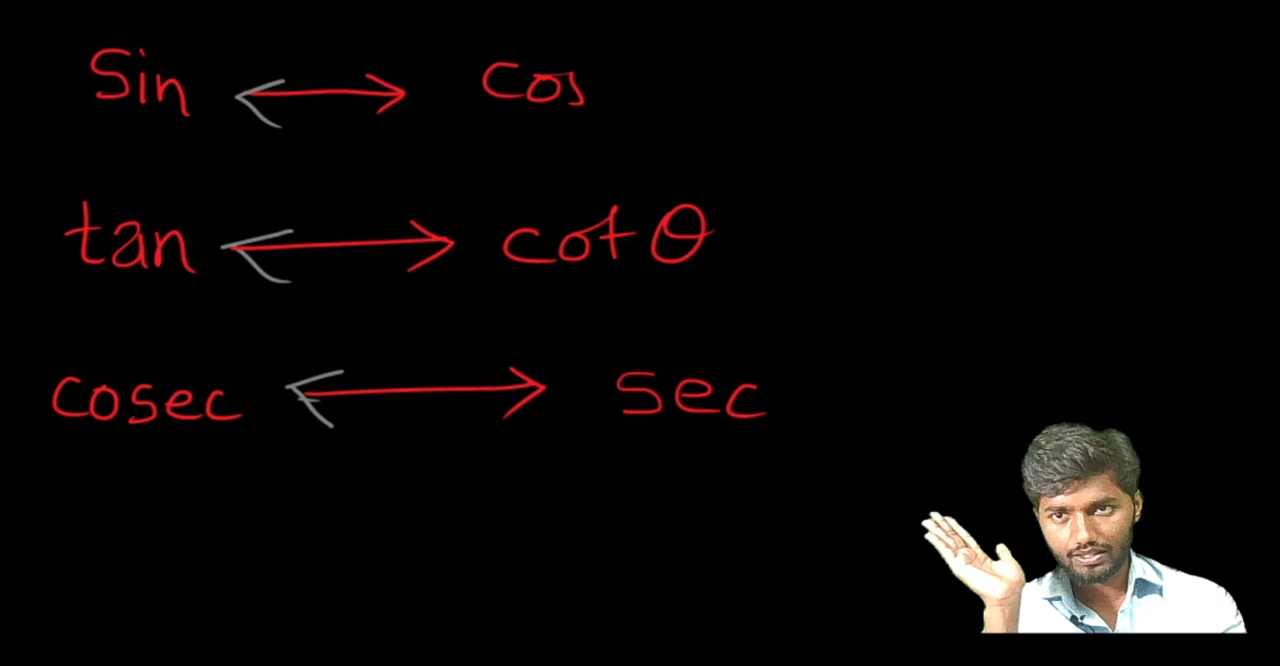 Sin ⟷ cos
tan ⟷ cot θ
cosec ⟷ sec